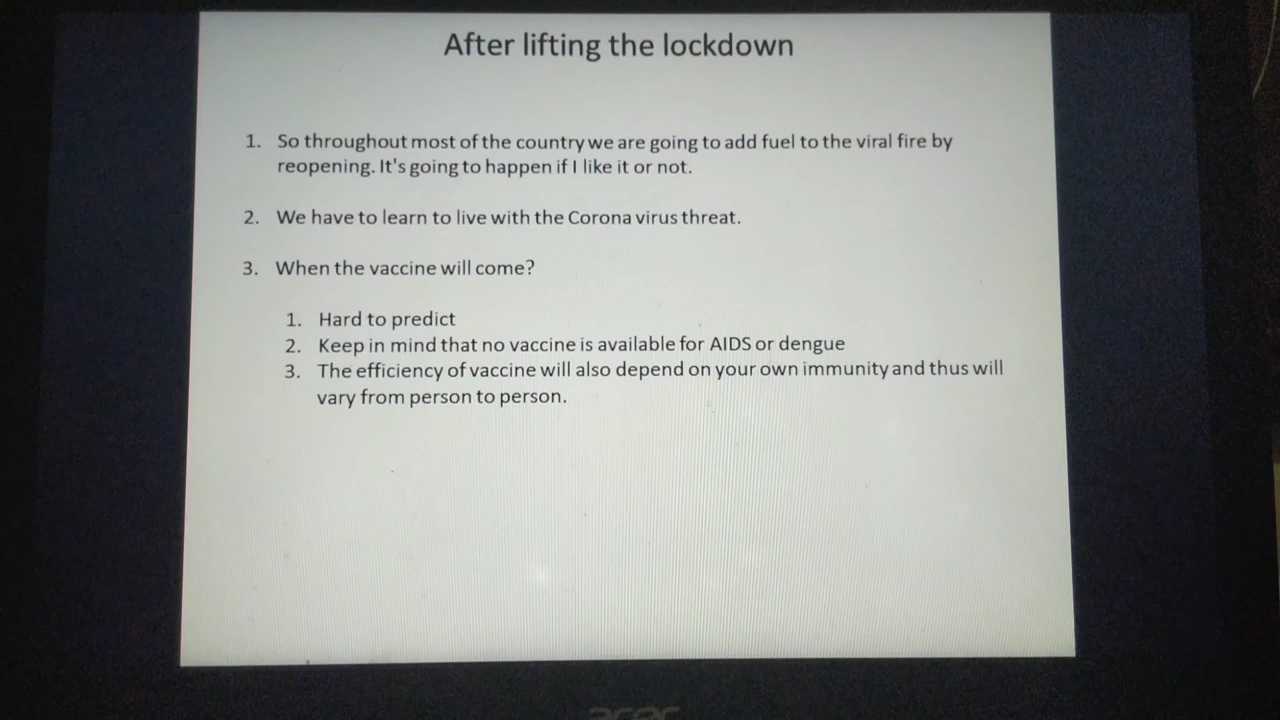 After lifting the lockdown
1. So throughout most of the country we are going to add fuel to the viral fire by
reopening. It's going to happen if I like it or not.
2. We have to learn to live with the Corona virus threat.
3. When the vaccine will come?
1. Hard to predict
2. Keep in mind that no vaccine is available for AIDS or dengue
3. The efficiency of vaccine will also depend on your own immunity and thus will
vary from person to person.
acer